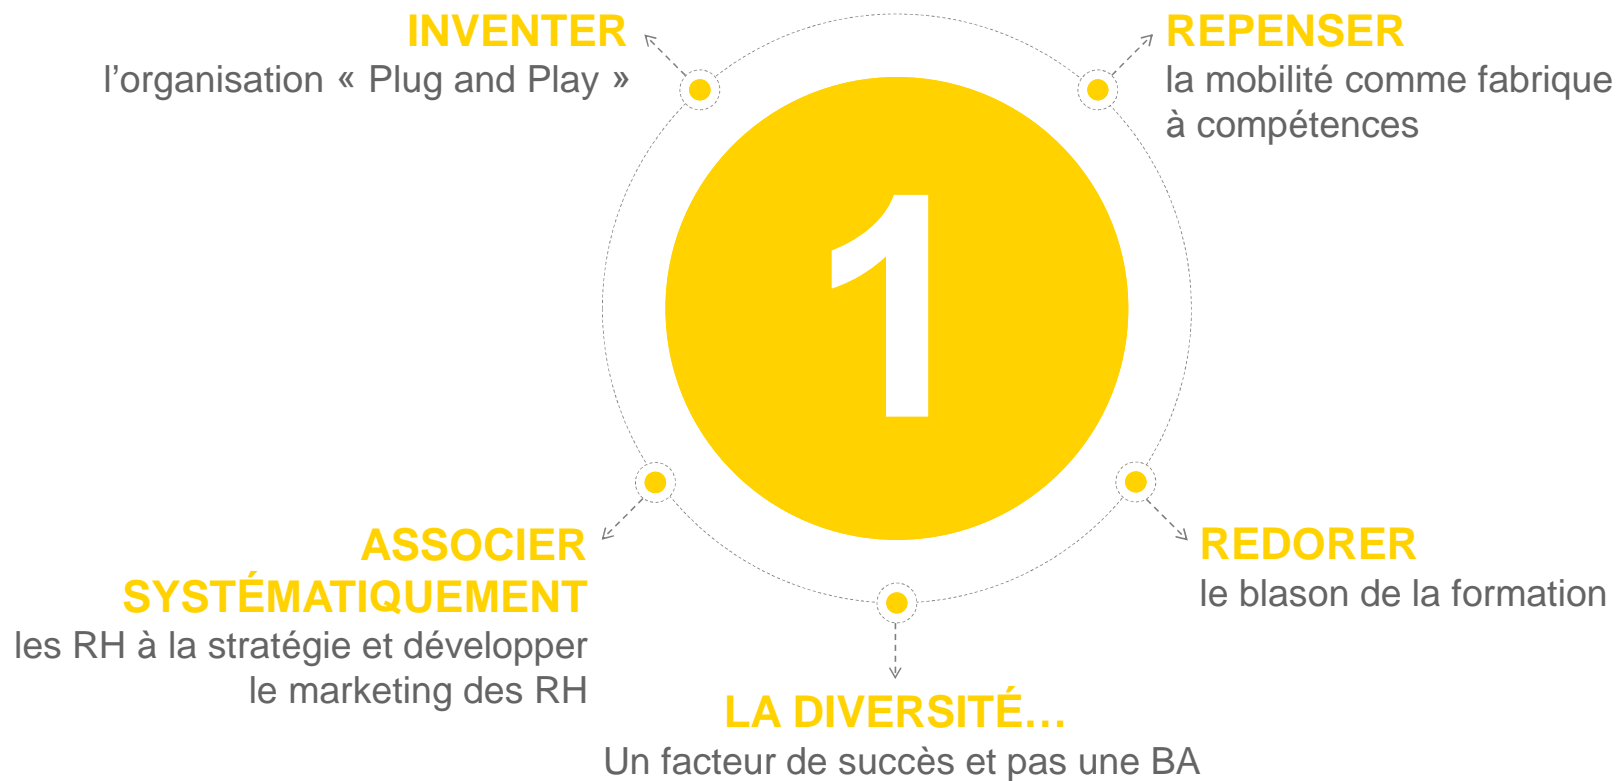 INVENTER
l’organisation « Plug and Play »
REPENSER
la mobilité comme fabrique
à compétences
1
ASSOCIER
SYSTÉMATIQUEMENT
les RH à la stratégie et développer
le marketing des RH
REDORER
le blason de la formation
LA DIVERSITÉ…
Un facteur de succès et pas une BA